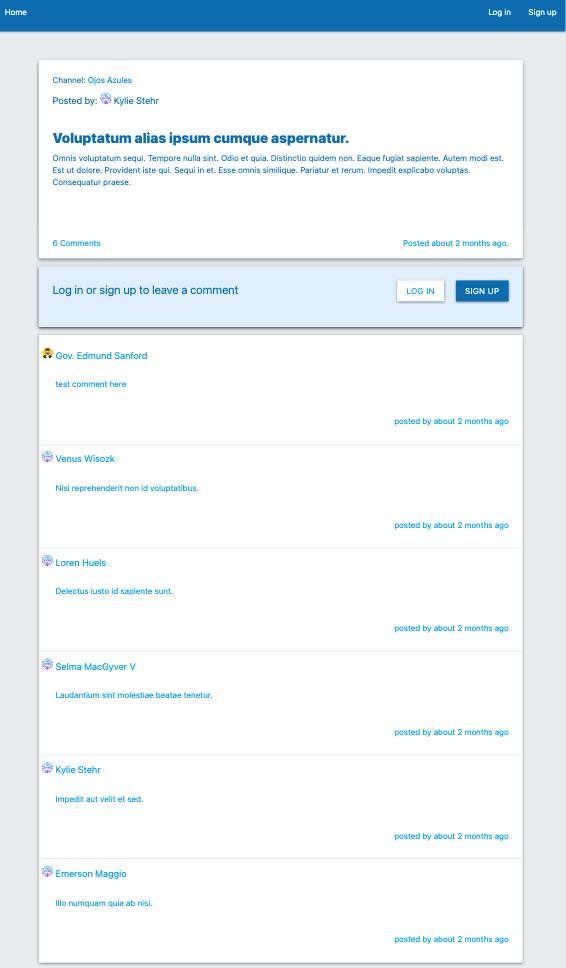 Home Log in Sign up
Channel: Ojos Azules
Posted by: Kylie Stehr
Voluptatum alias ipsum cumque aspernatur.
Omnis voluptatum sequi. Tempore nulla sint. Odio et quia. Distinctio quidem non. Eaque fugiat sapiente. Autem modi est.
Est ut dolore. Provident iste qui. Sequi in et. Esse omnis similique. Pariatur et rerum. Impedit explicabo voluptas.
Consequatur praese.
6 Comments Posted about 2 months ago.
Log in or sign up to leave a comment LOG IN SIGN UP
Gov. Edmund Sanford
test comment here
posted by about 2 months ago
Venus Wisozk
Nisi reprehenderit non id voluptatibus.
posted by about 2 months ago
Loren Huels
Delectus iusto id sapiente sunt.
posted by about 2 months ago
Selma MacGyver V
Laudantium sint molestiae beatae tenetur.
posted by about 2 months ago
Kylie Stehr
Impedit aut velit et sed.
posted by about 2 months ago
Emerson Maggio
Illo numquam quia ab nisi.
posted by about 2 months ago